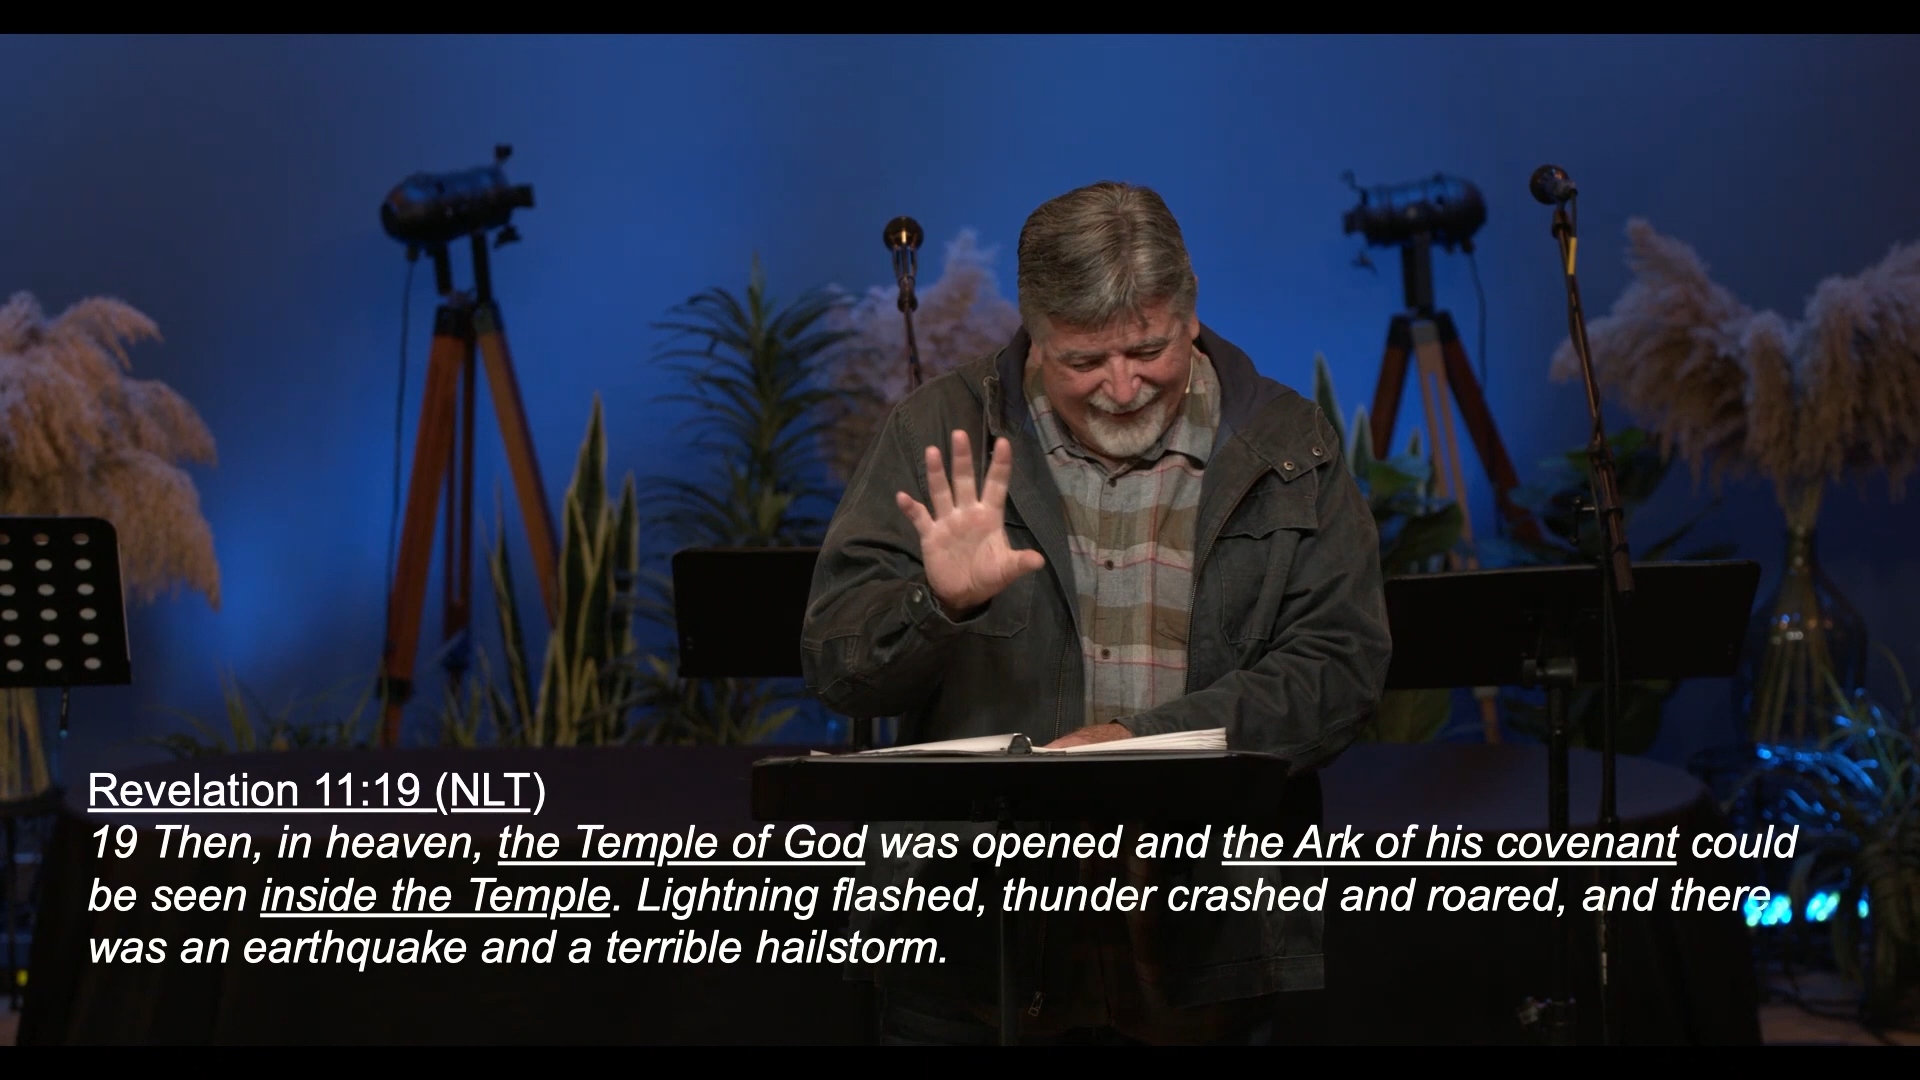 Revelation 11:19 (NLT)
19 Then, in heaven, the Temple of God was opened and the Ark of his covenant could
be seen inside the Temple. Lightning flashed, thunder crashed and roared, and there
was an earthquake and a terrible hailstorm.